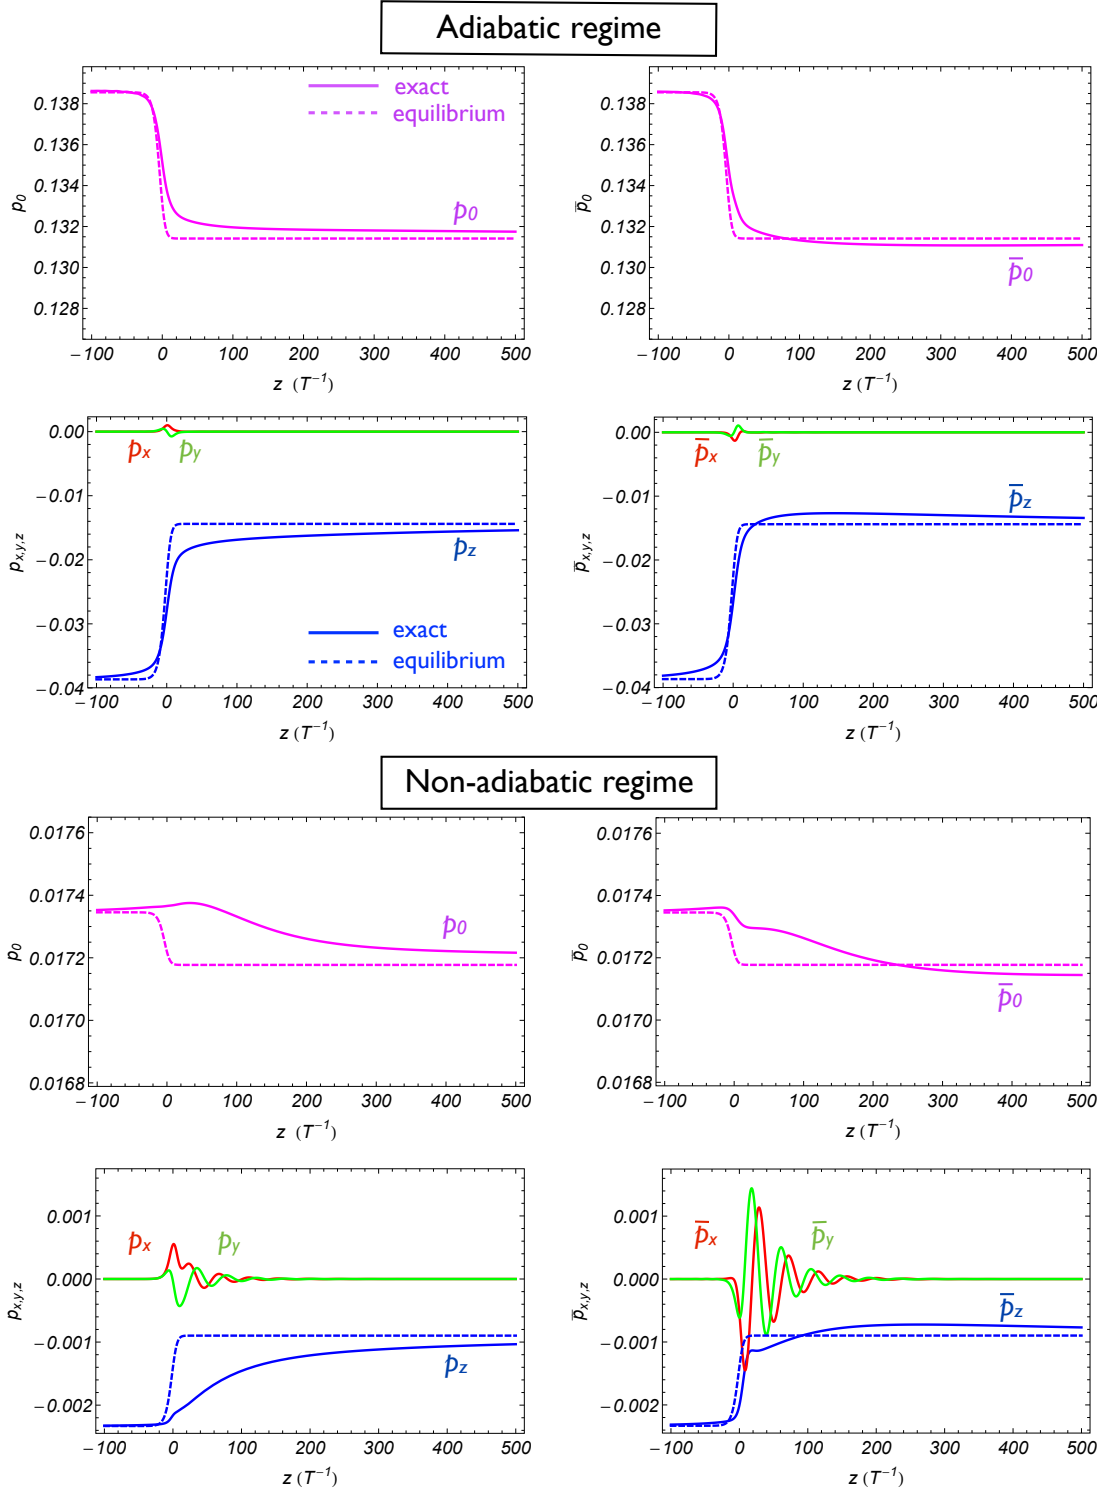 Adiabatic regime
0.138
0.136
0.134
0.132
0.130
0.128
p0
exact
equilibrium
p0
−100 0 100 200 300 400 500
z (T−1)
0.138
0.136
0.134
0.132
0.130
0.128
p̅0
p̅0
−100 0 100 200 300 400 500
z (T−1)
0.00
−0.01
−0.02
−0.03
−0.04
px,y,z
px py
pz
exact
equilibrium
−100 0 100 200 300 400 500
z (T−1)
0.00
−0.01
−0.02
−0.03
−0.04
p̅x,y,z
p̅x p̅y
p̅z
−100 0 100 200 300 400 500
z (T−1)
Non-adiabatic regime
0.0176
0.0174
0.0172
0.0170
0.0168
p0
p0
−100 0 100 200 300 400 500
z (T−1)
0.0176
0.0174
0.0172
0.0170
0.0168
p̅0
p̅0
−100 0 100 200 300 400 500
z (T−1)
0.001
0.000
−0.001
−0.002
px,y,z
px py
pz
−100 0 100 200 300 400 500
z (T−1)
0.001
0.000
−0.001
−0.002
p̅x,y,z
p̅x p̅y
p̅z
−100 0 100 200 300 400 500
z (T−1)